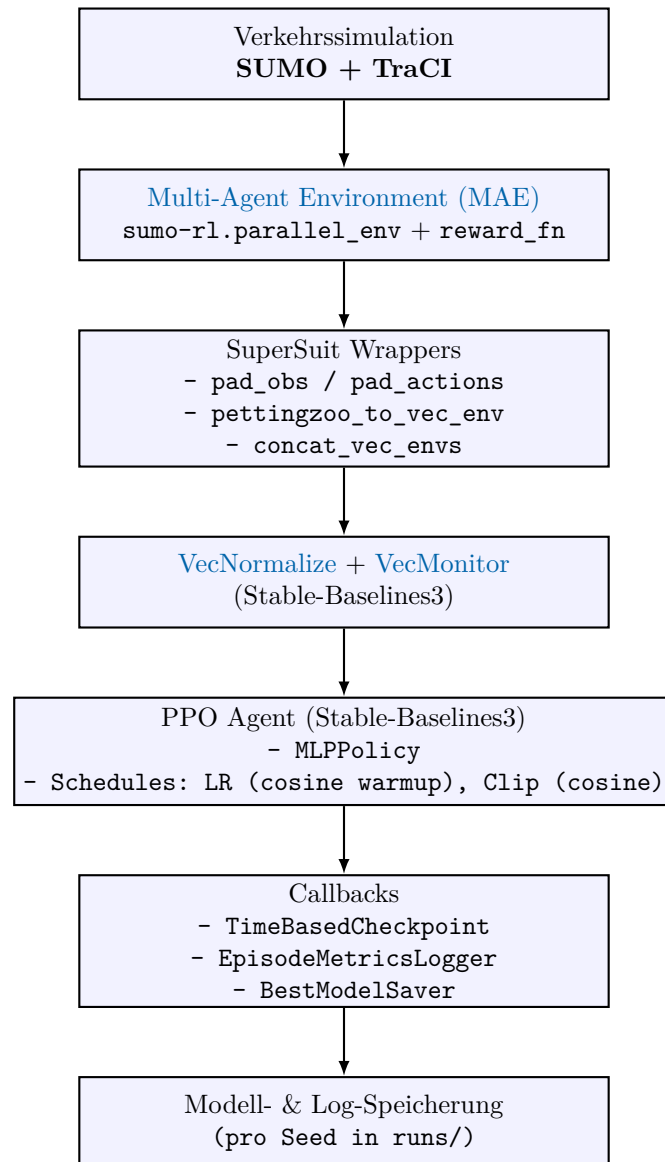 Verkehrssimulation
SUMO + TraCI
Multi-Agent Environment (MAE)
sumo-rl.parallel_env + reward_fn
SuperSuit Wrappers
- pad_obs / pad_actions
- pettingzoo_to_vec_env
- concat_vec_envs
VecNormalize + VecMonitor
(Stable-Baselines3)
PPO Agent (Stable-Baselines3)
- MLPPolicy
- Schedules: LR (cosine warmup), Clip (cosine)
Callbacks
- TimeBasedCheckpoint
- EpisodeMetricsLogger
- BestModelSaver
Modell- & Log-Speicherung
(pro Seed in runs/)